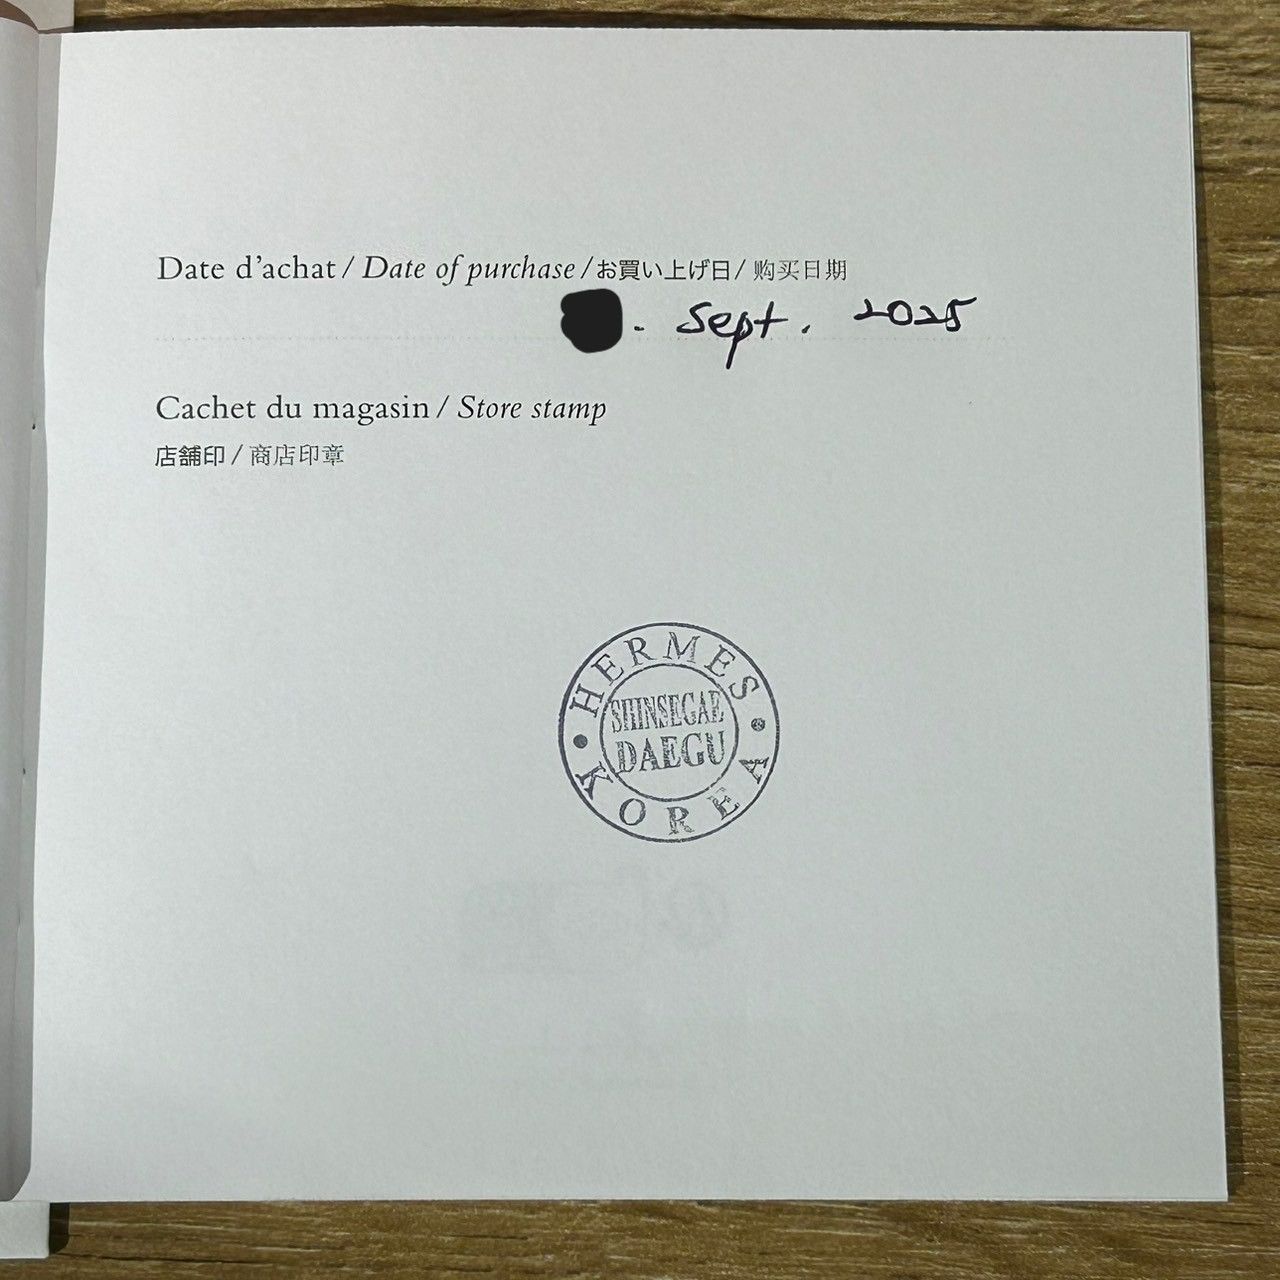 Date d'achat / Date of purchase / お買い上げ日 / 购买日期
. Sept. 2025
Cachet du magasin / Store stamp
店舗印 / 商店印章
HERMES
SHINSEGAE
DAEGU
KOREA